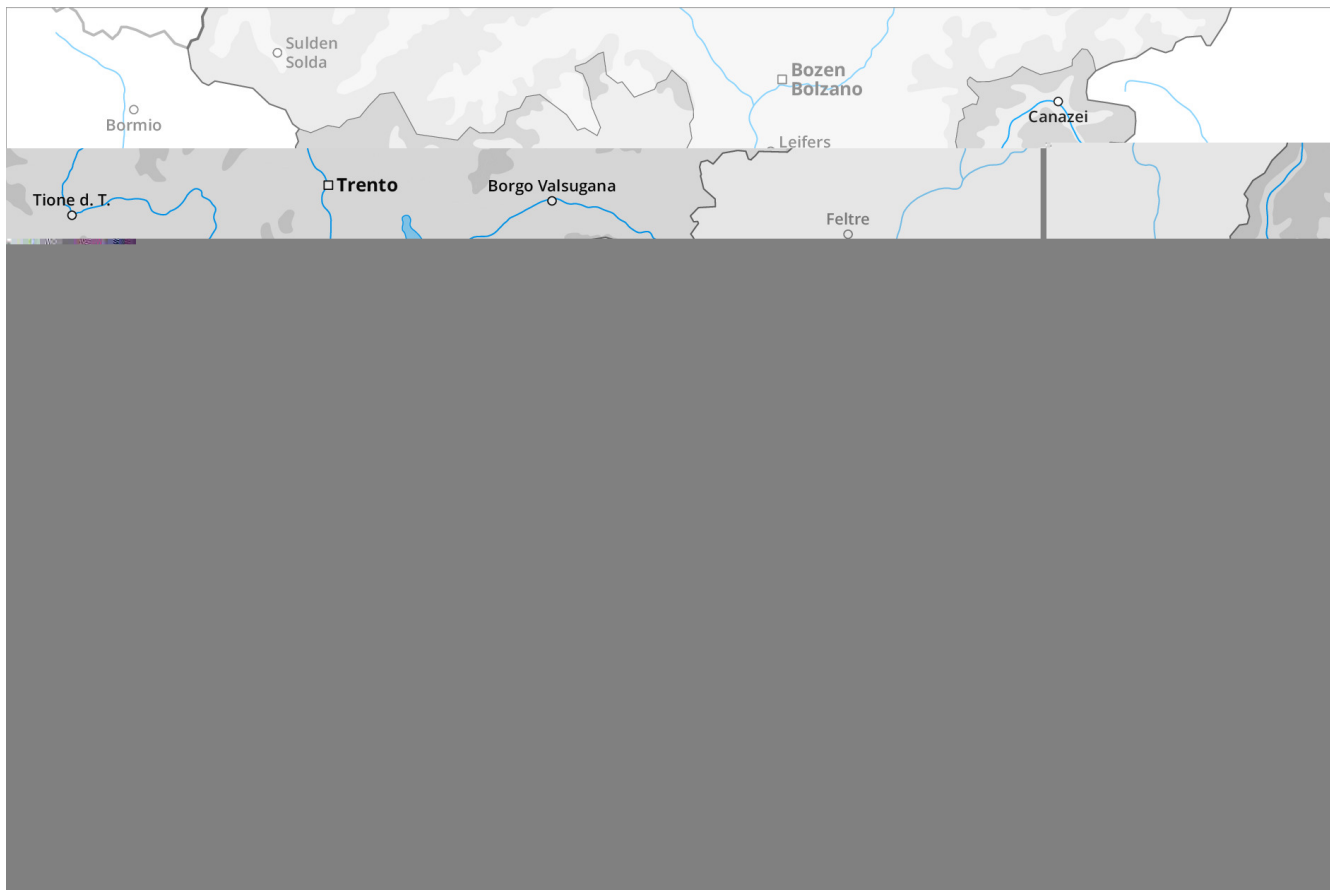 Sulden
Solda
Bozen
Bolzano
Bormio
Canazei
Leifers
Trento
Borgo Valsugana
Tione d. T.
Feltre